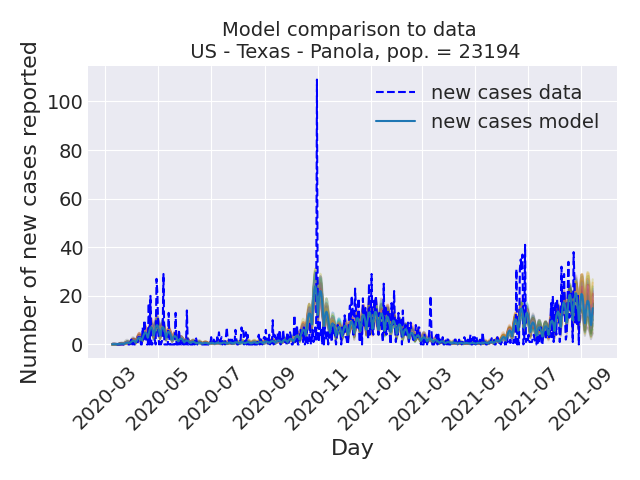 Model comparison to data
US - Texas - Panola, pop. = 23194
Number of new cases reported
100
80
60
40
20
0
new cases data
new cases model
2020-03
2020-05
2020-07
2020-09
2020-11
2021-01
2021-03
2021-05
2021-07
2021-09
Day